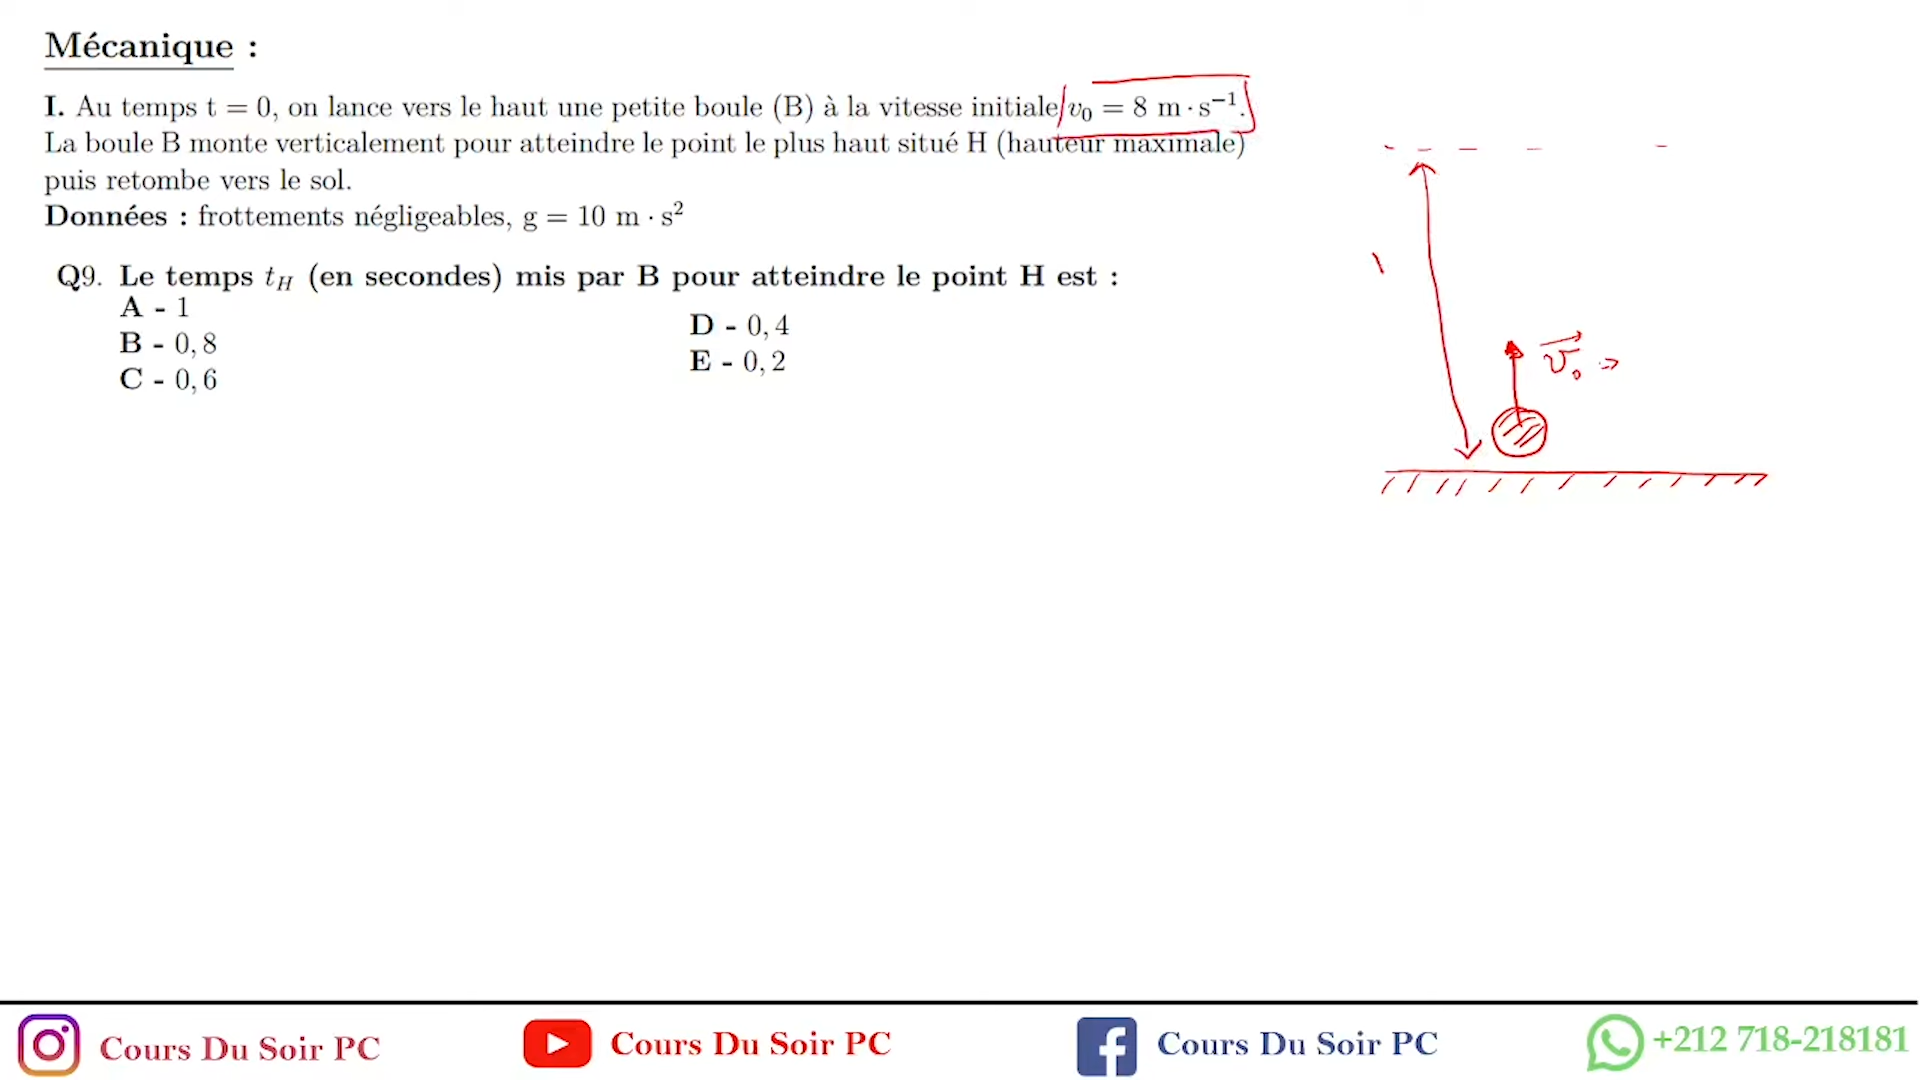 Mécanique :
I. Au temps t = 0, on lance vers le haut une petite boule (B) à la vitesse initiale v₀ = 8 m · s⁻¹.
La boule B monte verticalement pour atteindre le point le plus haut situé H (hauteur maximale)
puis retombe vers le sol.
Données : frottements négligeables, g = 10 m · s²
Q9. Le temps t_H (en secondes) mis par B pour atteindre le point H est :
A - 1
B - 0, 8
C - 0, 6
D - 0, 4
E - 0, 2
v₀
Cours Du Soir PC
Cours Du Soir PC
Cours Du Soir PC
+212 718-218181